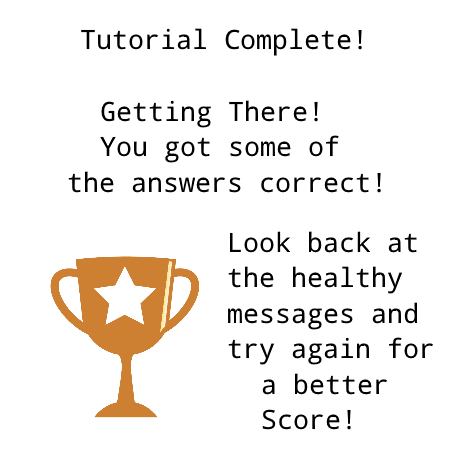 Tutorial Complete!
Getting There!
You got some of
the answers correct!
Look back at
the healthy
messages and
try again for
a better
Score!